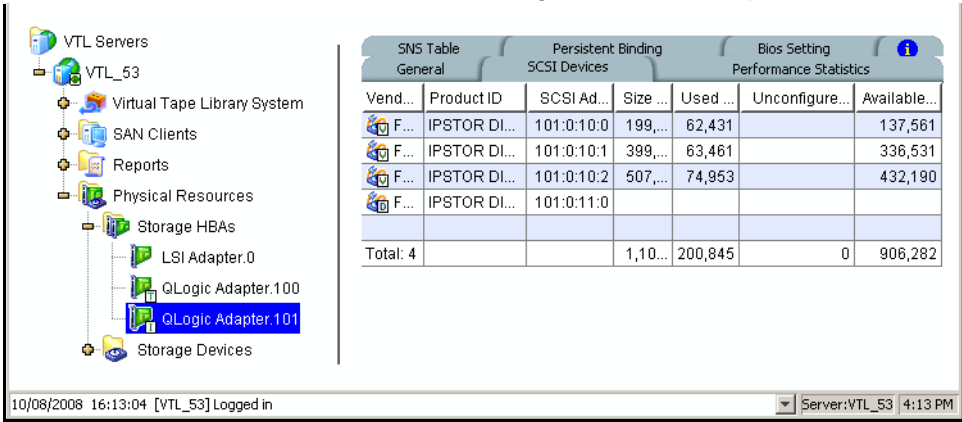 VTL Servers
VTL_53
Virtual Tape Library System
SAN Clients
Reports
Physical Resources
Storage HBAs
LSI Adapter.0
QLogic Adapter.100
QLogic Adapter.101
Storage Devices
SNS Table Persistent Binding Bios Setting
General SCSI Devices Performance Statistics
Vend... Product ID SCSI Ad... Size ... Used ... Unconfigure... Available...
F... IPSTOR DI... 101:0:10:0 199,... 62,431 137,561
F... IPSTOR DI... 101:0:10:1 399,... 63,461 336,531
F... IPSTOR DI... 101:0:10:2 507,... 74,953 432,190
F... IPSTOR DI... 101:0:11:0
Total: 4 1,10... 200,845 0 906,282
10/08/2008 16:13:04 [VTL_53] Logged in Server:VTL_53 4:13 PM